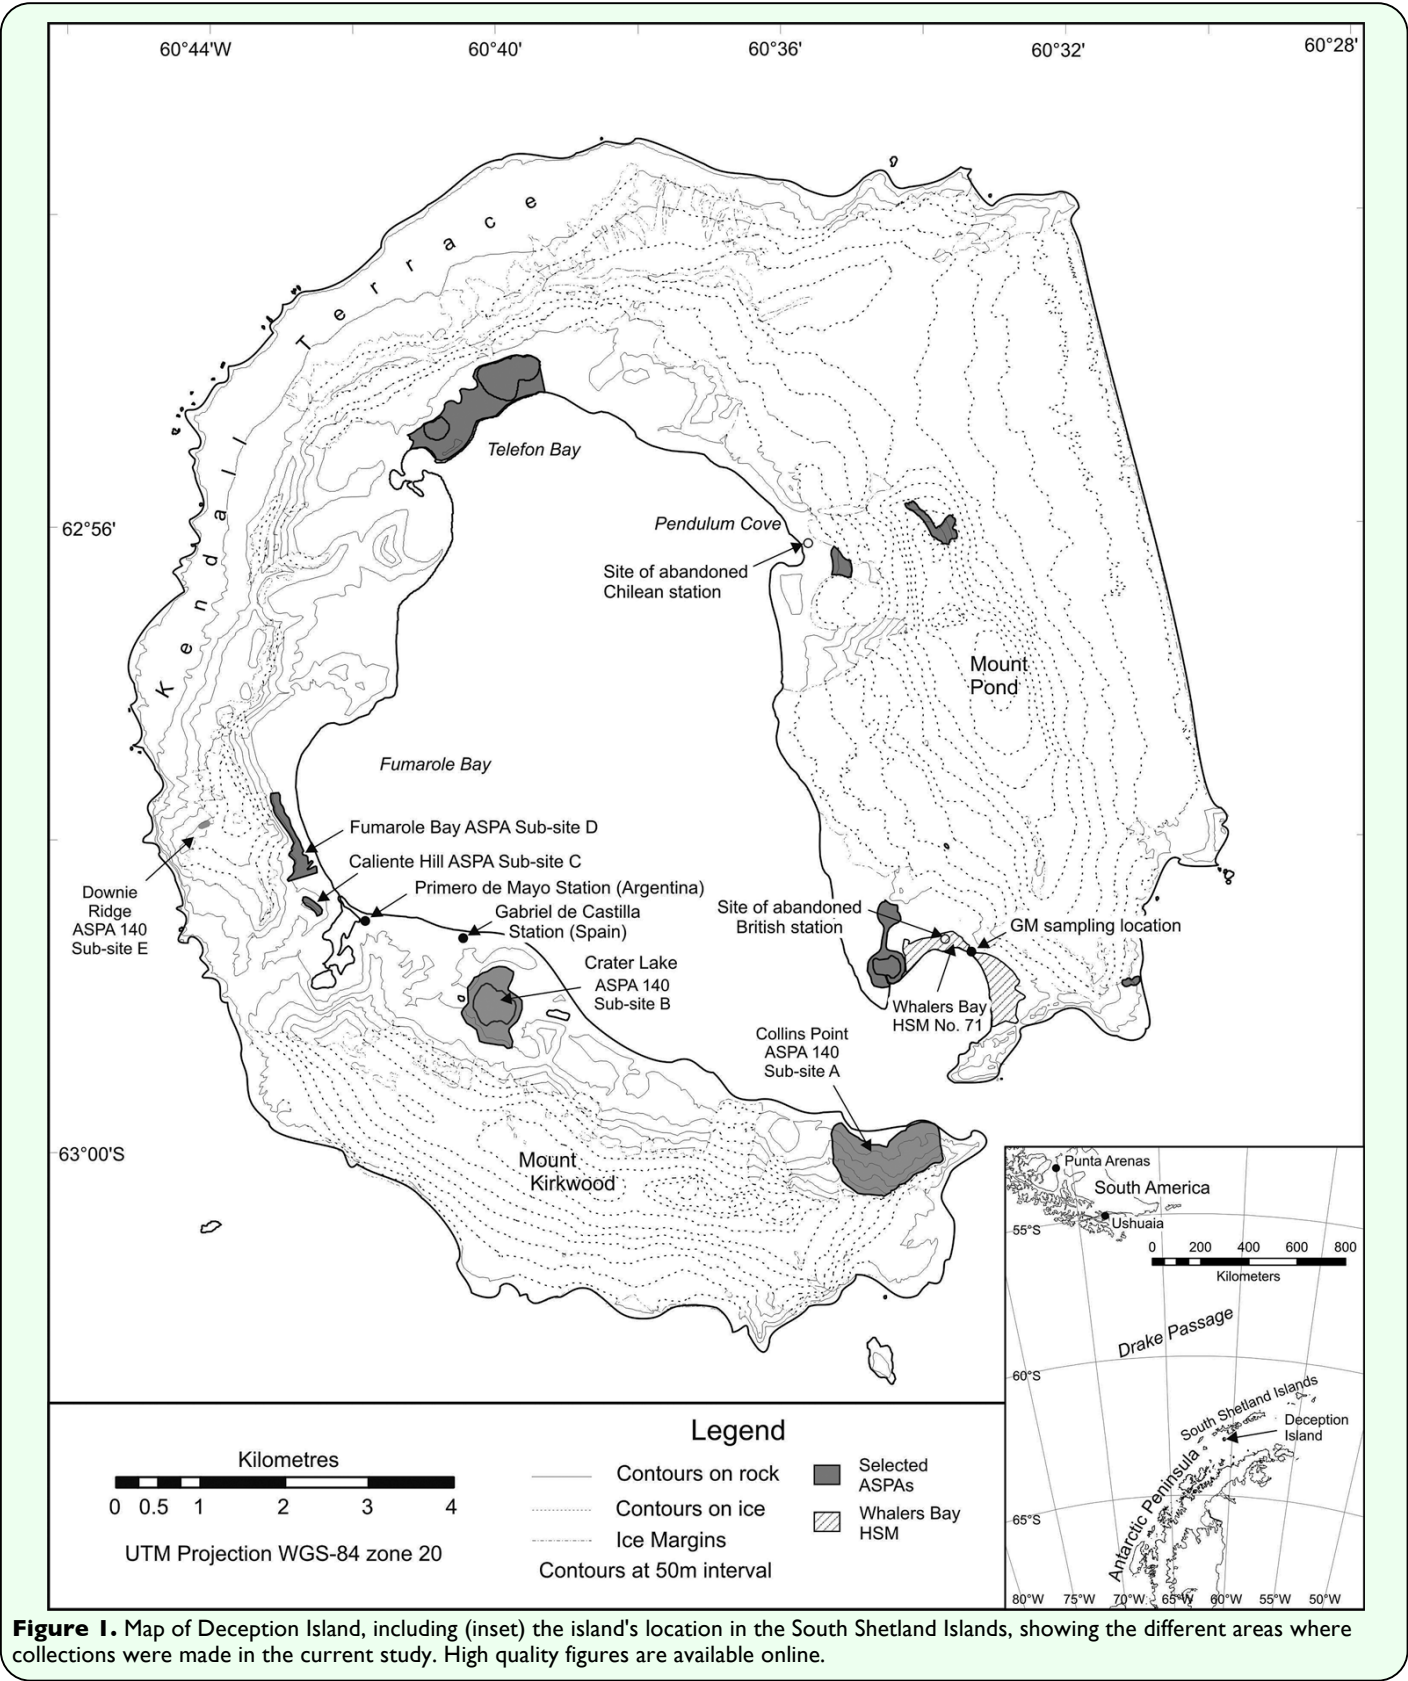 60°44'W 60°40' 60°36' 60°32' 60°28'
Kendall Terrace
Telefon Bay
62°56'
Pendulum Cove
Site of abandoned
Chilean station
Mount
Pond
Fumarole Bay
Fumarole Bay ASPA Sub-site D
Caliente Hill ASPA Sub-site C
Primero de Mayo Station (Argentina)
Gabriel de Castilla
Station (Spain)
Downie
Ridge
ASPA 140
Sub-site E
Crater Lake
ASPA 140
Sub-site B
Site of abandoned
British station
GM sampling location
Whalers Bay
HSM No. 71
Collins Point
ASPA 140
Sub-site A
63°00'S
Mount
Kirkwood
Punta Arenas
South America
Ushuaia
55°S
0 200 400 600 800
Kilometers
Drake Passage
60°S
South Shetland Islands
Deception
Island
Antarctic Peninsula
65°S
80°W 75°W 70°W 65°W 60°W 55°W 50°W
Kilometres
0 0.5 1 2 3 4
UTM Projection WGS-84 zone 20
Legend
Contours on rock
Contours on ice
Ice Margins
Contours at 50m interval
Selected
ASPAs
Whalers Bay
HSM
Figure 1. Map of Deception Island, including (inset) the island's location in the South Shetland Islands, showing the different areas where
collections were made in the current study. High quality figures are available online.